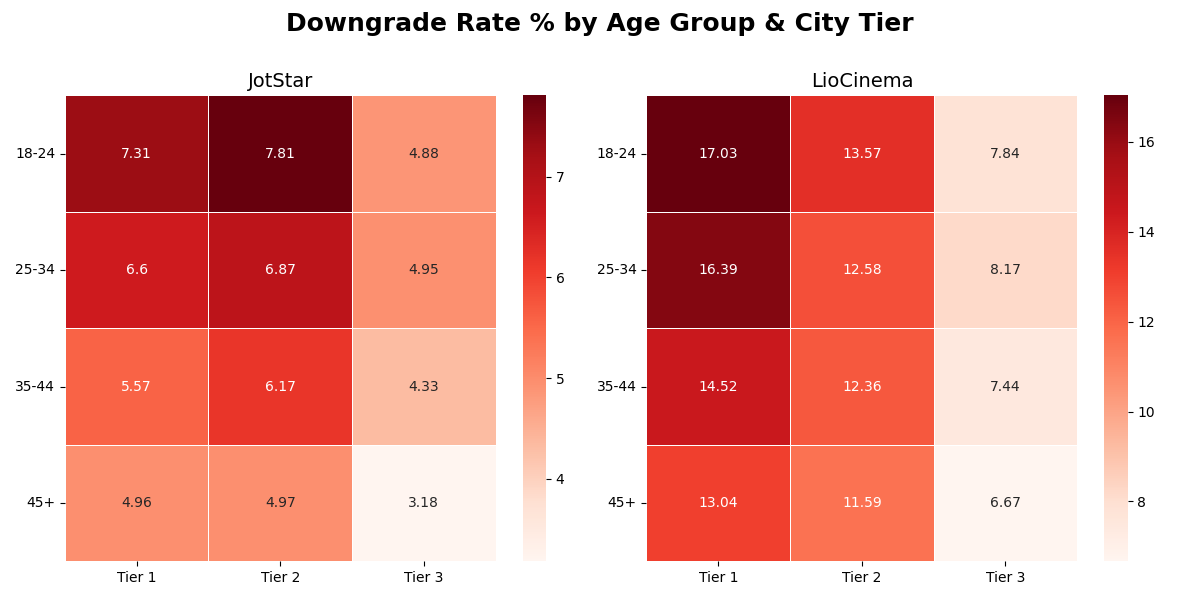 Downgrade Rate % by Age Group & City Tier
JotStar
18-24 7.31 7.81 4.88
25-34 6.6 6.87 4.95
35-44 5.57 6.17 4.33
45+ 4.96 4.97 3.18
Tier 1 Tier 2 Tier 3
7
6
5
4
LioCinema
18-24 17.03 13.57 7.84
25-34 16.39 12.58 8.17
35-44 14.52 12.36 7.44
45+ 13.04 11.59 6.67
Tier 1 Tier 2 Tier 3
16
14
12
10
8